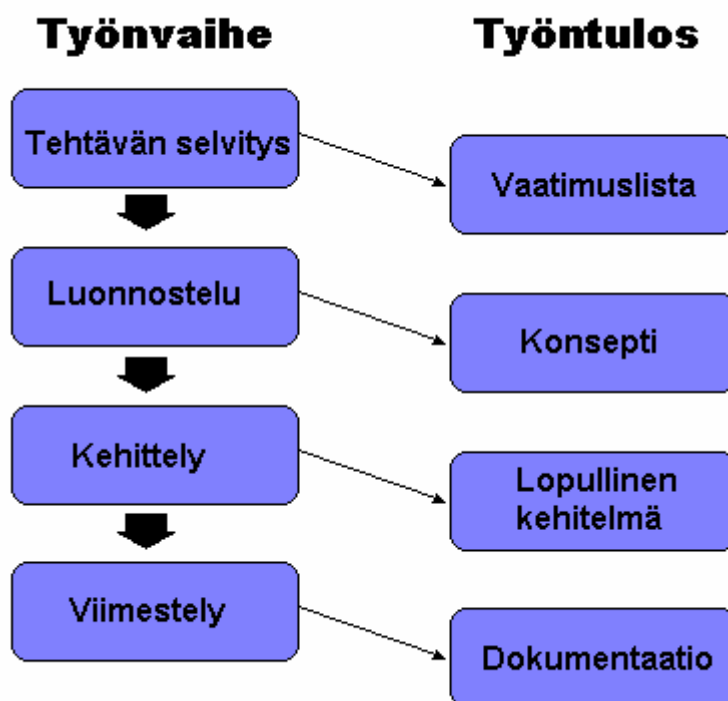 Työnvaihe
Työntulos
Tehtävän selvitys
Vaatimuslista
Luonnostelu
Konsepti
Kehittely
Lopullinen
kehitelmä
Viimestely
Dokumentaatio